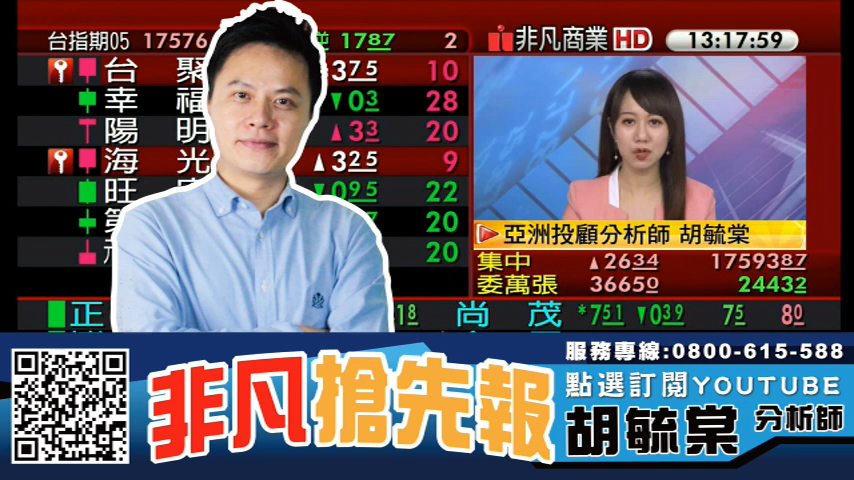 台指期05 17576 逆 1787 2
非凡商業 HD 13:17:59
台 聚 375 10
幸 福 ▼03 28
陽 明 ▲33 20
海 光 ▲325 9
旺 ▼095 22
20
20
亞洲投顧分析師 胡毓棠
集中 ▲2634 1759387
委萬張 36650 24432
正 18 尚 茂 *751 ▼039 75 80
非凡搶先報
服務專線:0800-615-588
點選訂閱YOUTUBE
胡毓棠 分析師